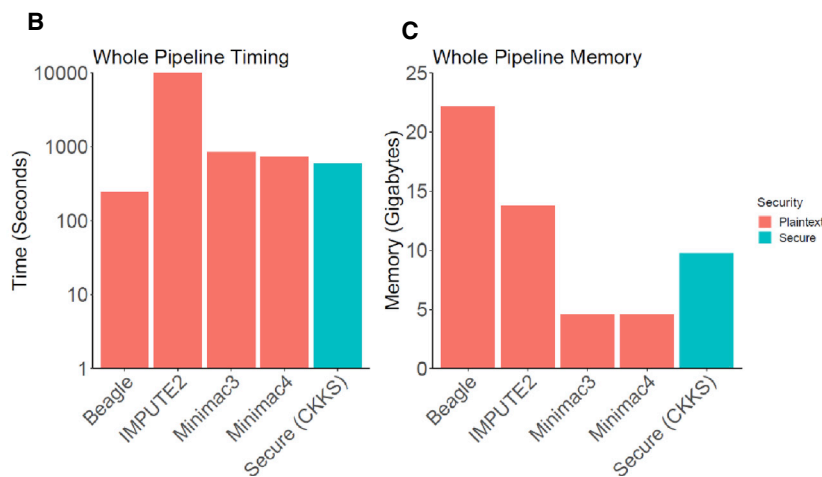 B
Whole Pipeline Timing
Time (Seconds)
10000
1000
100
10
1
Beagle
IMPUTE2
Minimac3
Minimac4
Secure (CKKS)
C
Whole Pipeline Memory
Memory (Gigabytes)
25
20
15
10
5
0
Beagle
IMPUTE2
Minimac3
Minimac4
Secure (CKKS)
Security
Plaintext
Secure